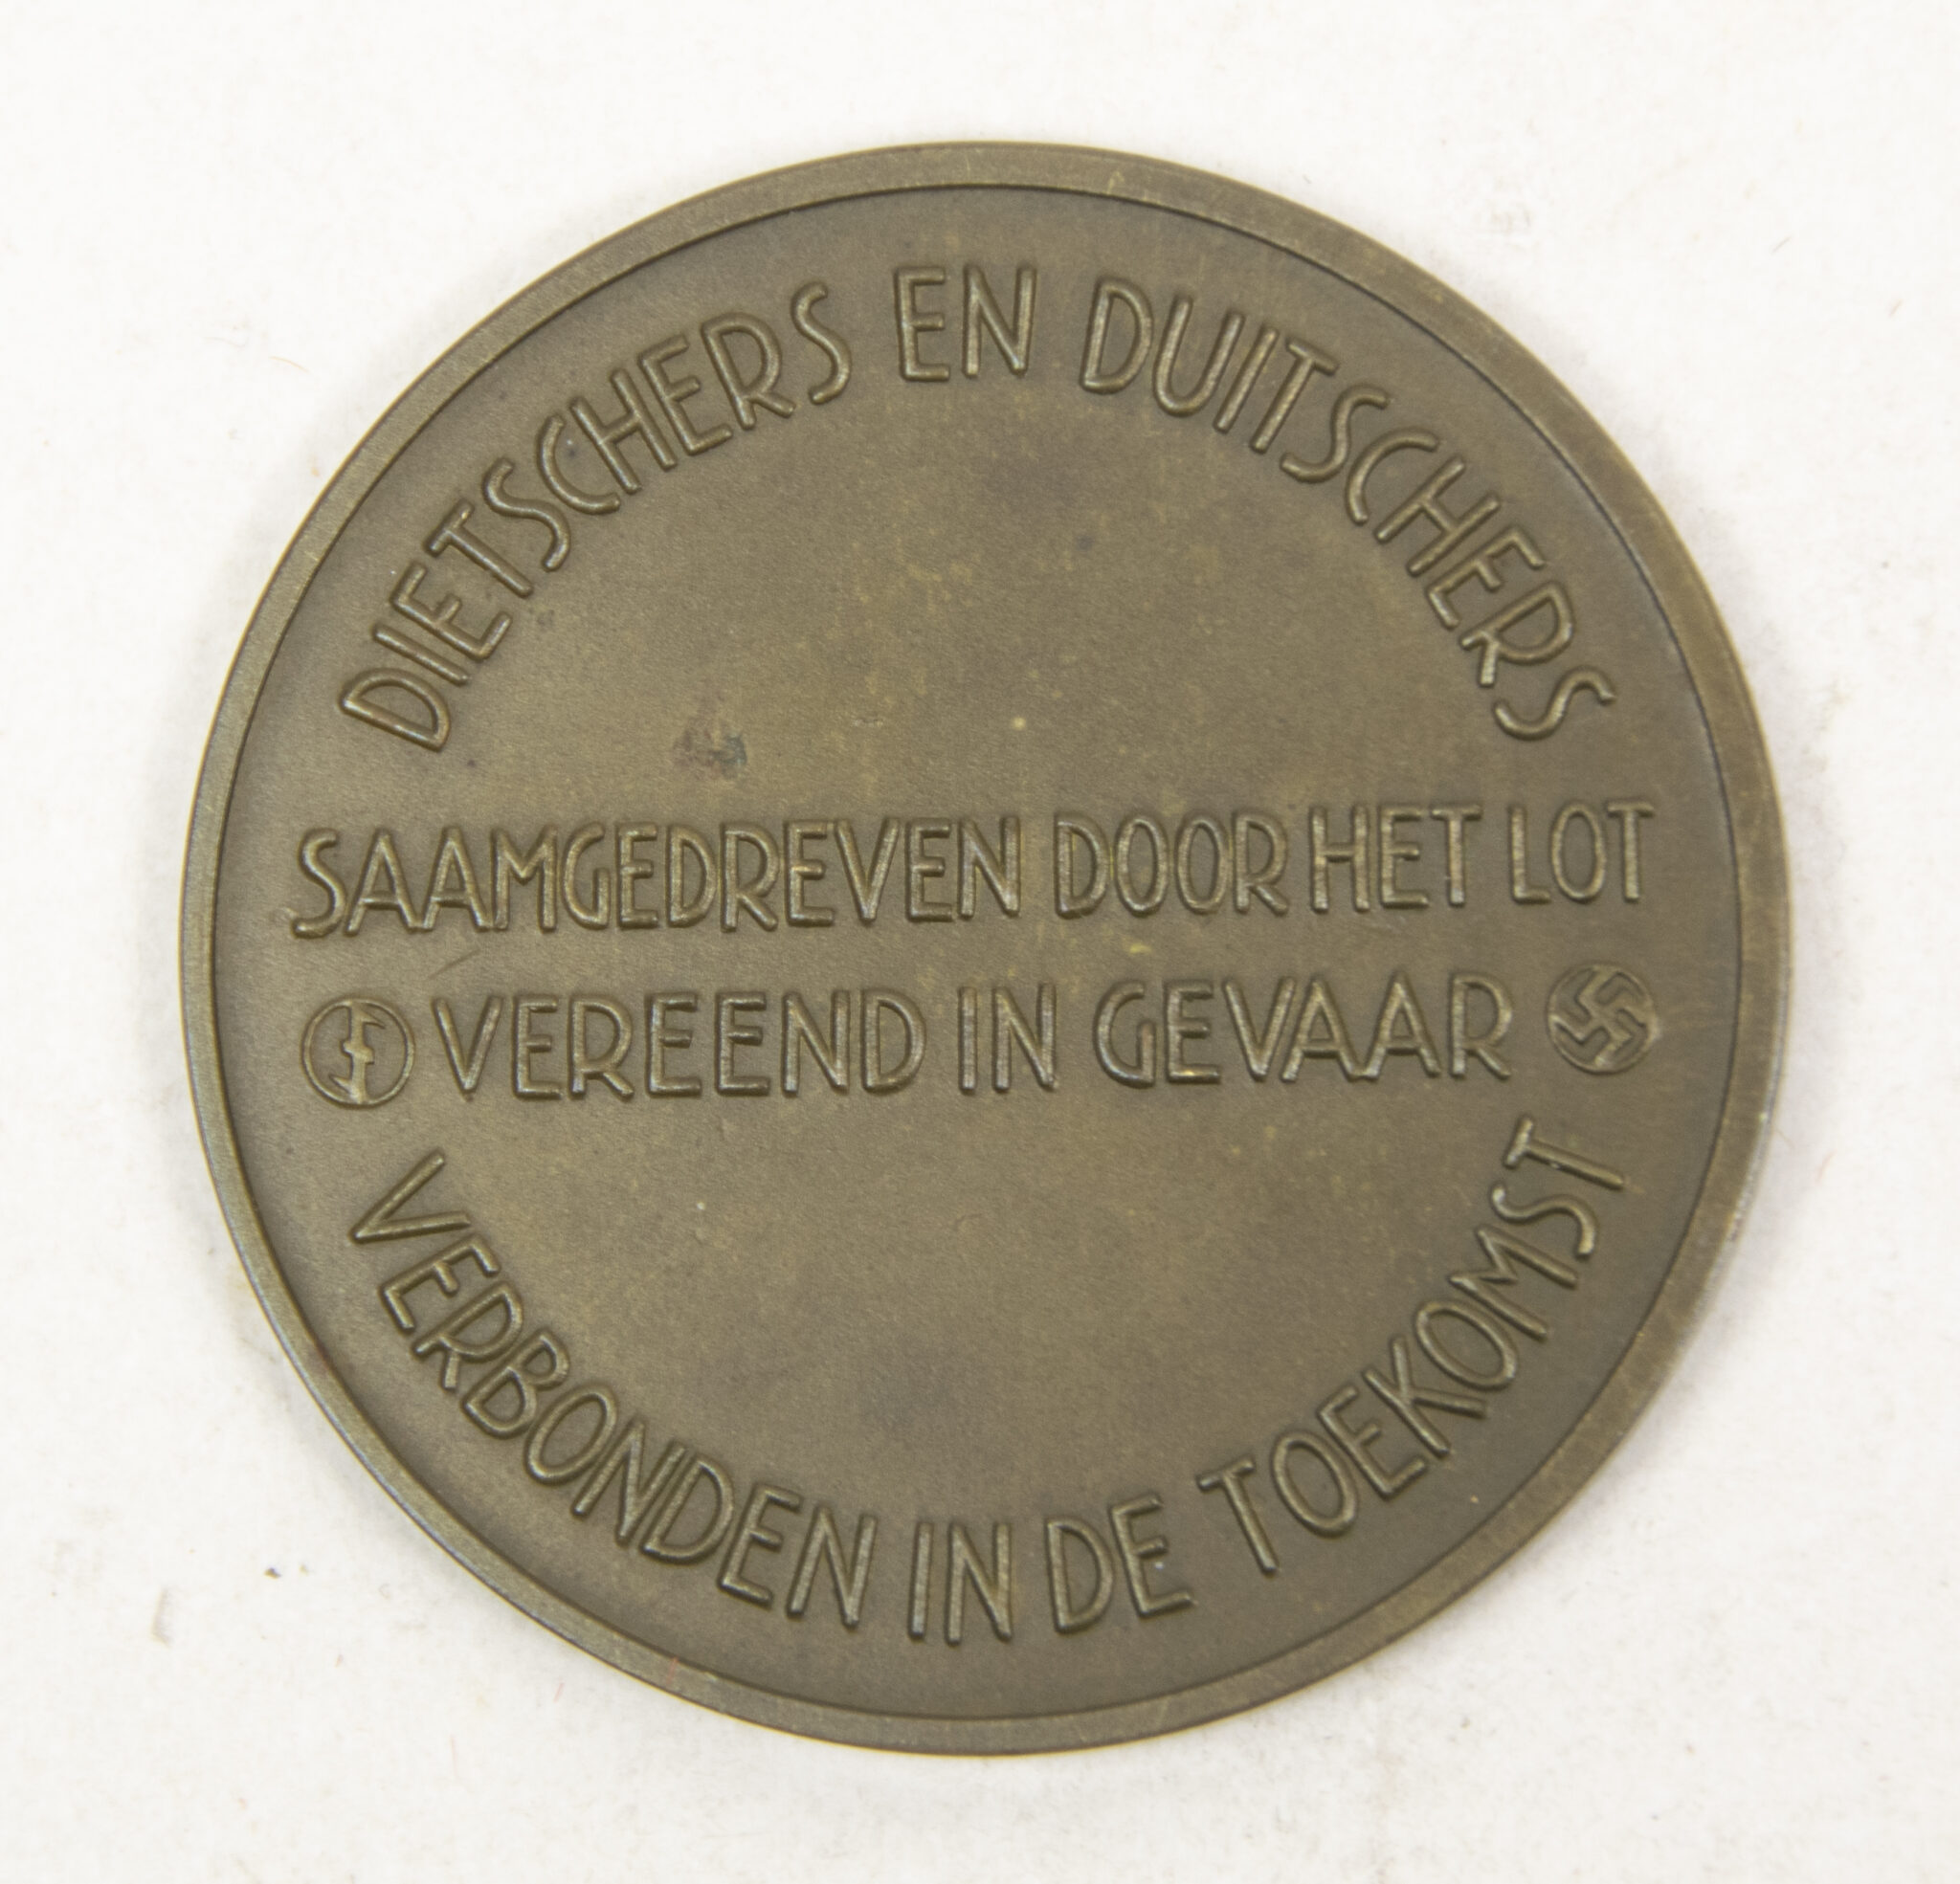 DIETSCHERS EN DUITSCHERS
SAAMGEDREVEN DOOR HET LOT
VEREEND IN GEVAAR
VERBONDEN IN DE TOEKOMST